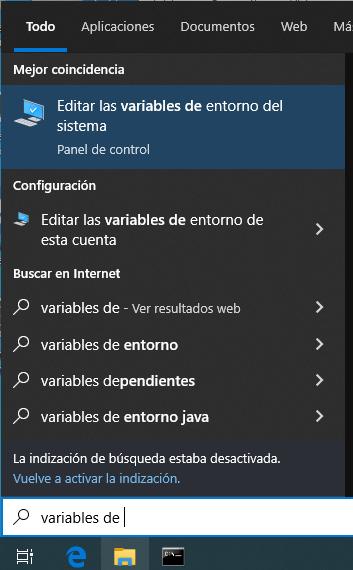 Todo Aplicaciones Documentos Web Má
Mejor coincidencia
Editar las variables de entorno del
sistema
Panel de control
Configuración
Editar las variables de entorno de
esta cuenta
Buscar en Internet
variables de - Ver resultados web
variables de entorno
variables dependientes
variables de entorno java
La indización de búsqueda estaba desactivada.
Vuelve a activar la indización.
variables de